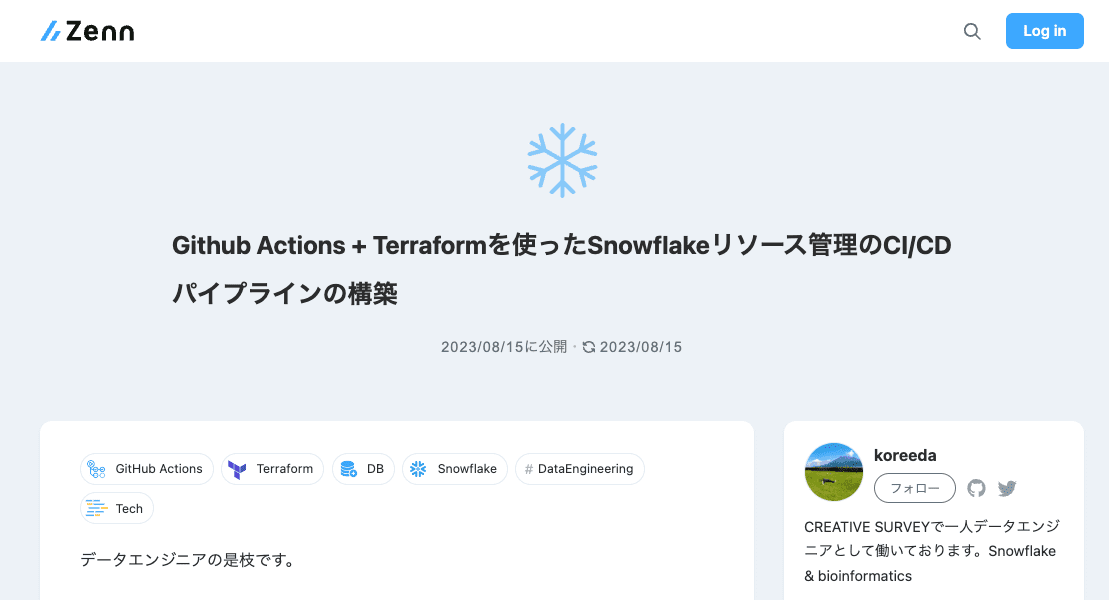 Zenn
Log in
Github Actions + Terraformを使ったSnowflakeリソース管理のCI/CD
パイプラインの構築
2023/08/15に公開・2023/08/15
GitHub Actions
Terraform
DB
Snowflake
# DataEngineering
Tech
データエンジニアの是枝です。
koreeda
フォロー
CREATIVE SURVEYで一人データエンジ
ニアとして働いております。Snowflake
& bioinformatics